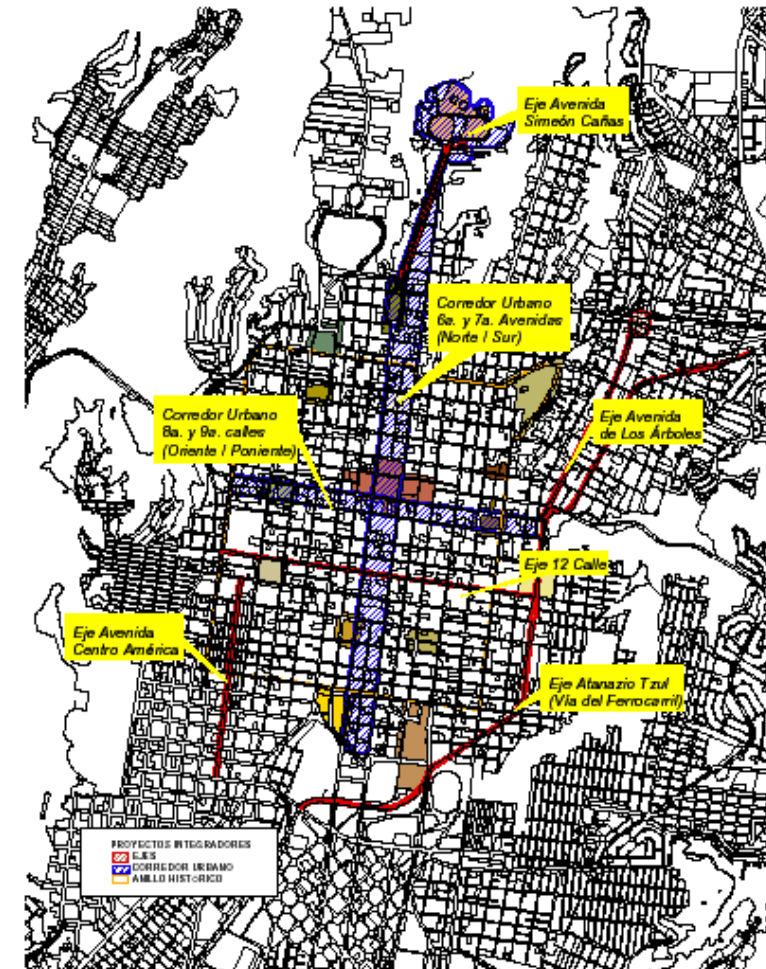 Eje Avenida
Simeón Cañas
Corredor Urbano
6a. y 7a. Avenidas
(Norte / Sur)
Corredor Urbano
8a. y 9a. calles
(Oriente / Poniente)
Eje Avenida
de Los Árboles
Eje 12 Calle
Eje Avenida
Centro América
Eje Atanazio Tzul
(Vía del Ferrocarril)
PROYECTOS INTEGRADORES
EJES
CORREDOR URBANO
ANILLO HISTÓRICO